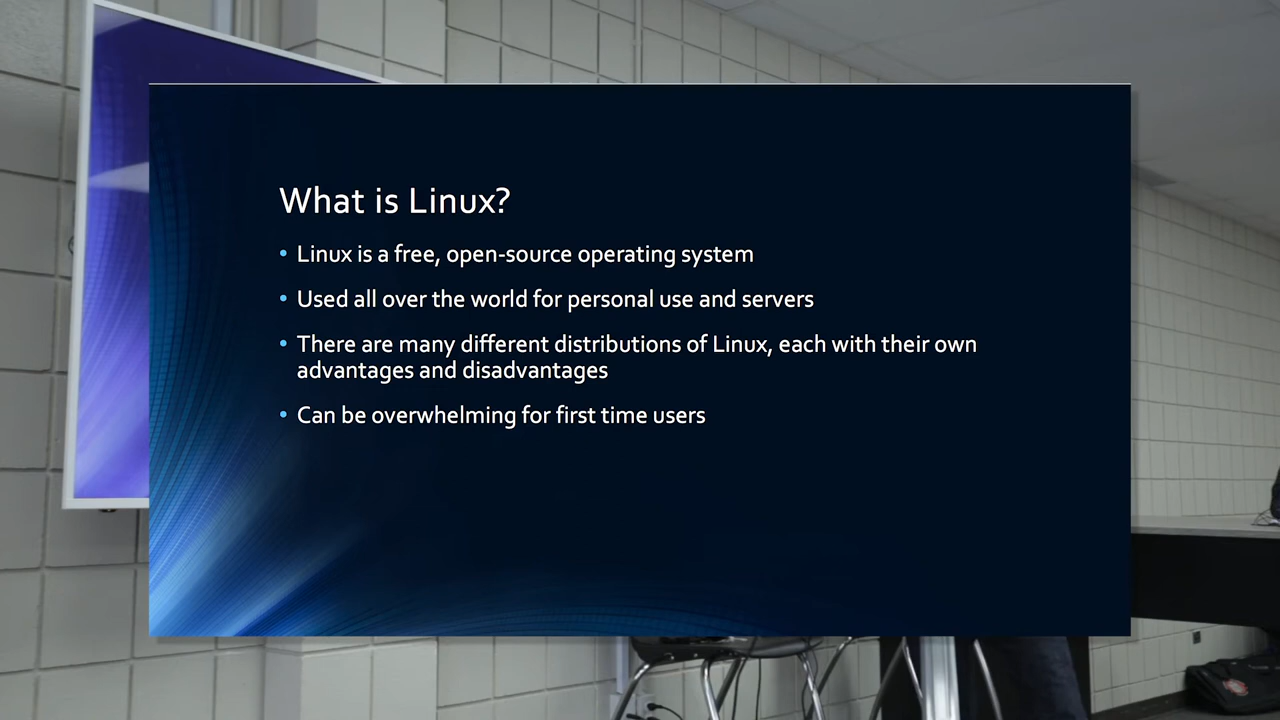 What is Linux?
• Linux is a free, open-source operating system
• Used all over the world for personal use and servers
• There are many different distributions of Linux, each with their own
advantages and disadvantages
• Can be overwhelming for first time users